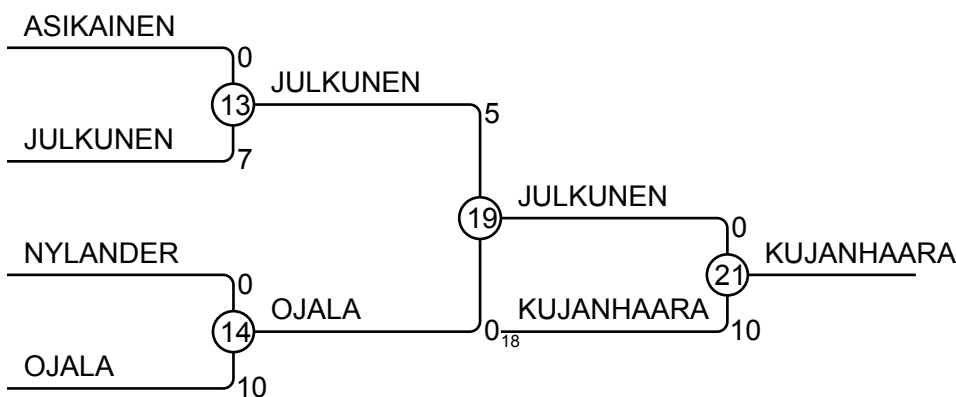 ASIKAINEN
0
13
JULKUNEN
5
JULKUNEN
7
19
JULKUNEN
0
NYLANDER
0
21
KUJANHAARA
14
OJALA
0
18
KUJANHAARA
10
OJALA
10